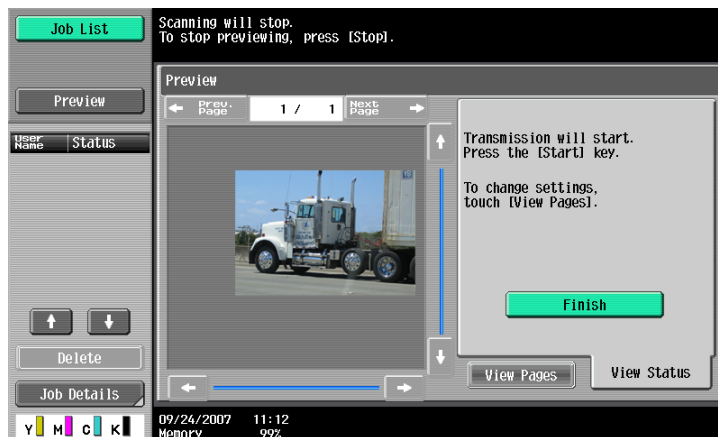 Job List
Scanning will stop.
To stop previewing, press [Stop].
Preview
Preview
Prev. Page
1 / 1
Next Page
User Name
Status
Transmission will start.
Press the [Start] key.
To change settings,
touch [View Pages].
Finish
Delete
View Pages
View Status
Job Details
Y M C K
09/24/2007 11:12
Memory 99%